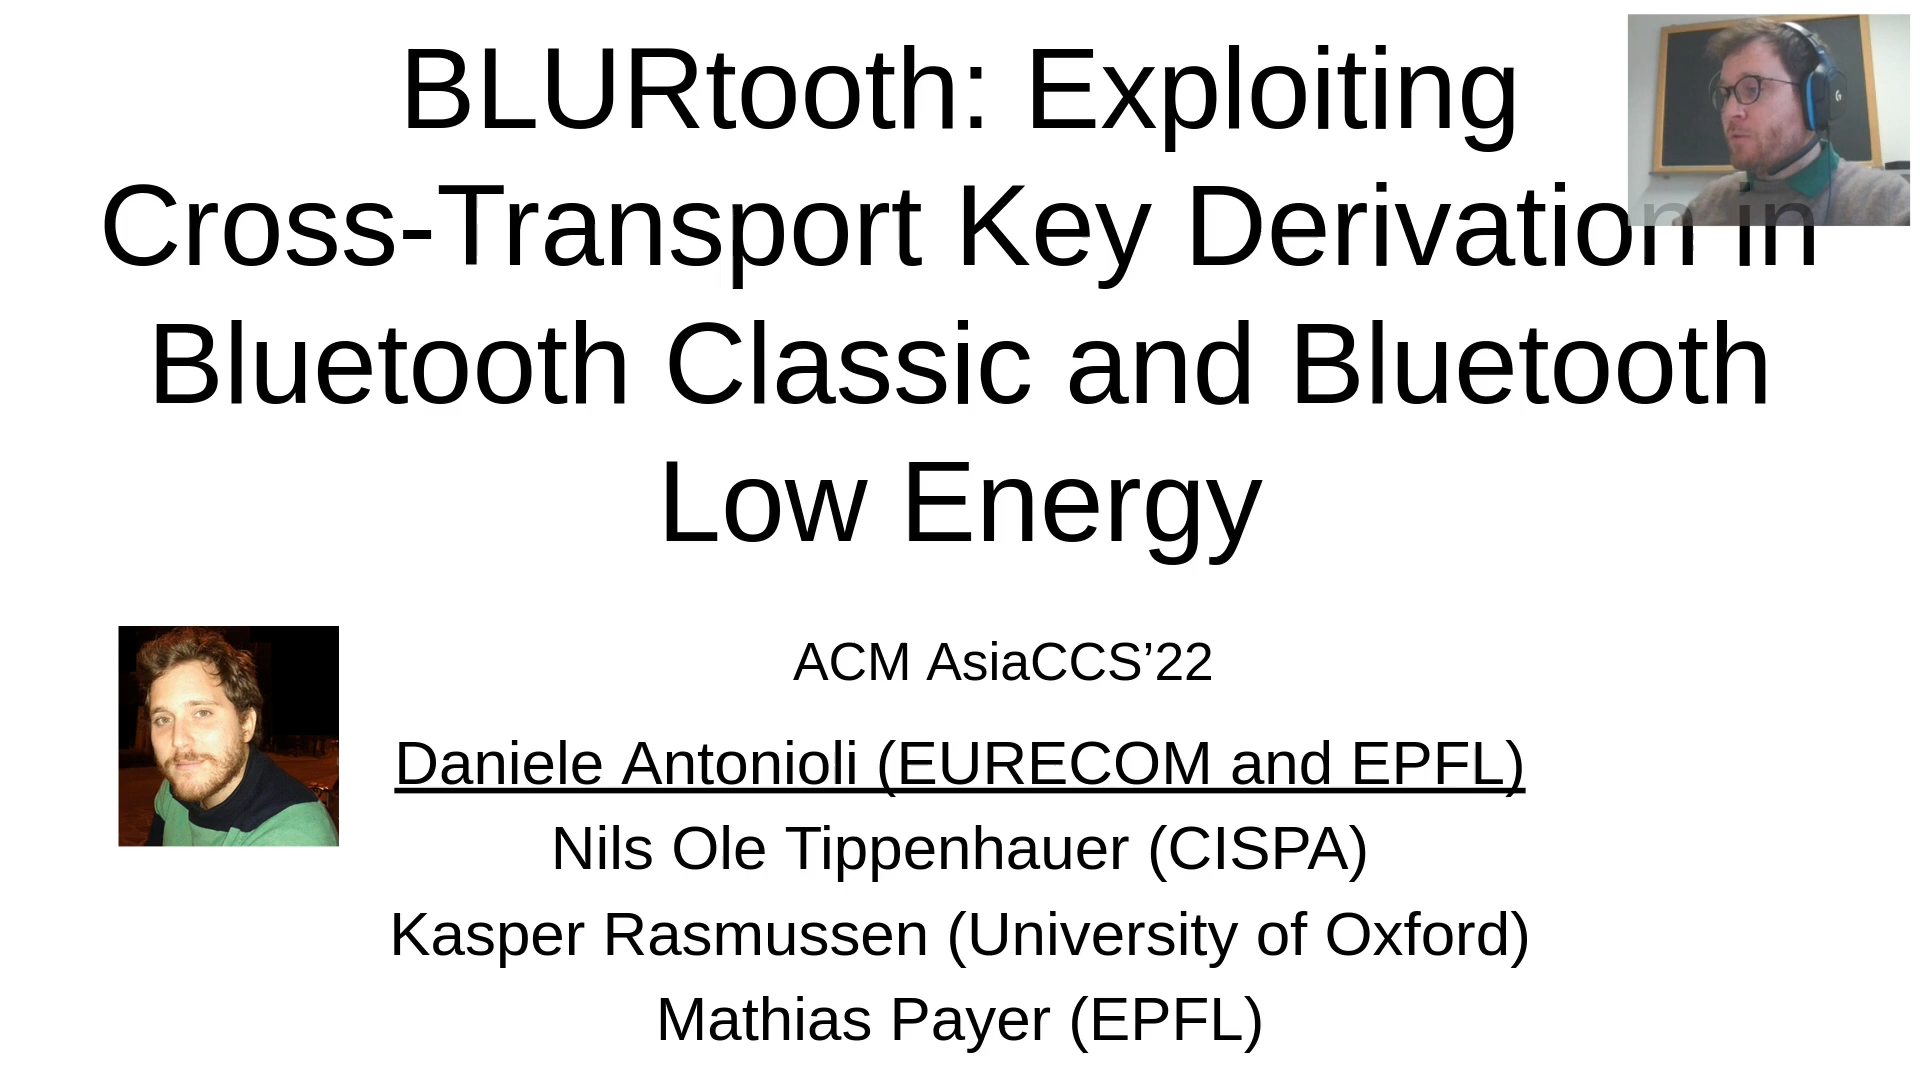 BLURtooth: Exploiting
Cross-Transport Key Derivation in
Bluetooth Classic and Bluetooth
Low Energy
ACM AsiaCCS’22
Daniele Antonioli (EURECOM and EPFL)
Nils Ole Tippenhauer (CISPA)
Kasper Rasmussen (University of Oxford)
Mathias Payer (EPFL)